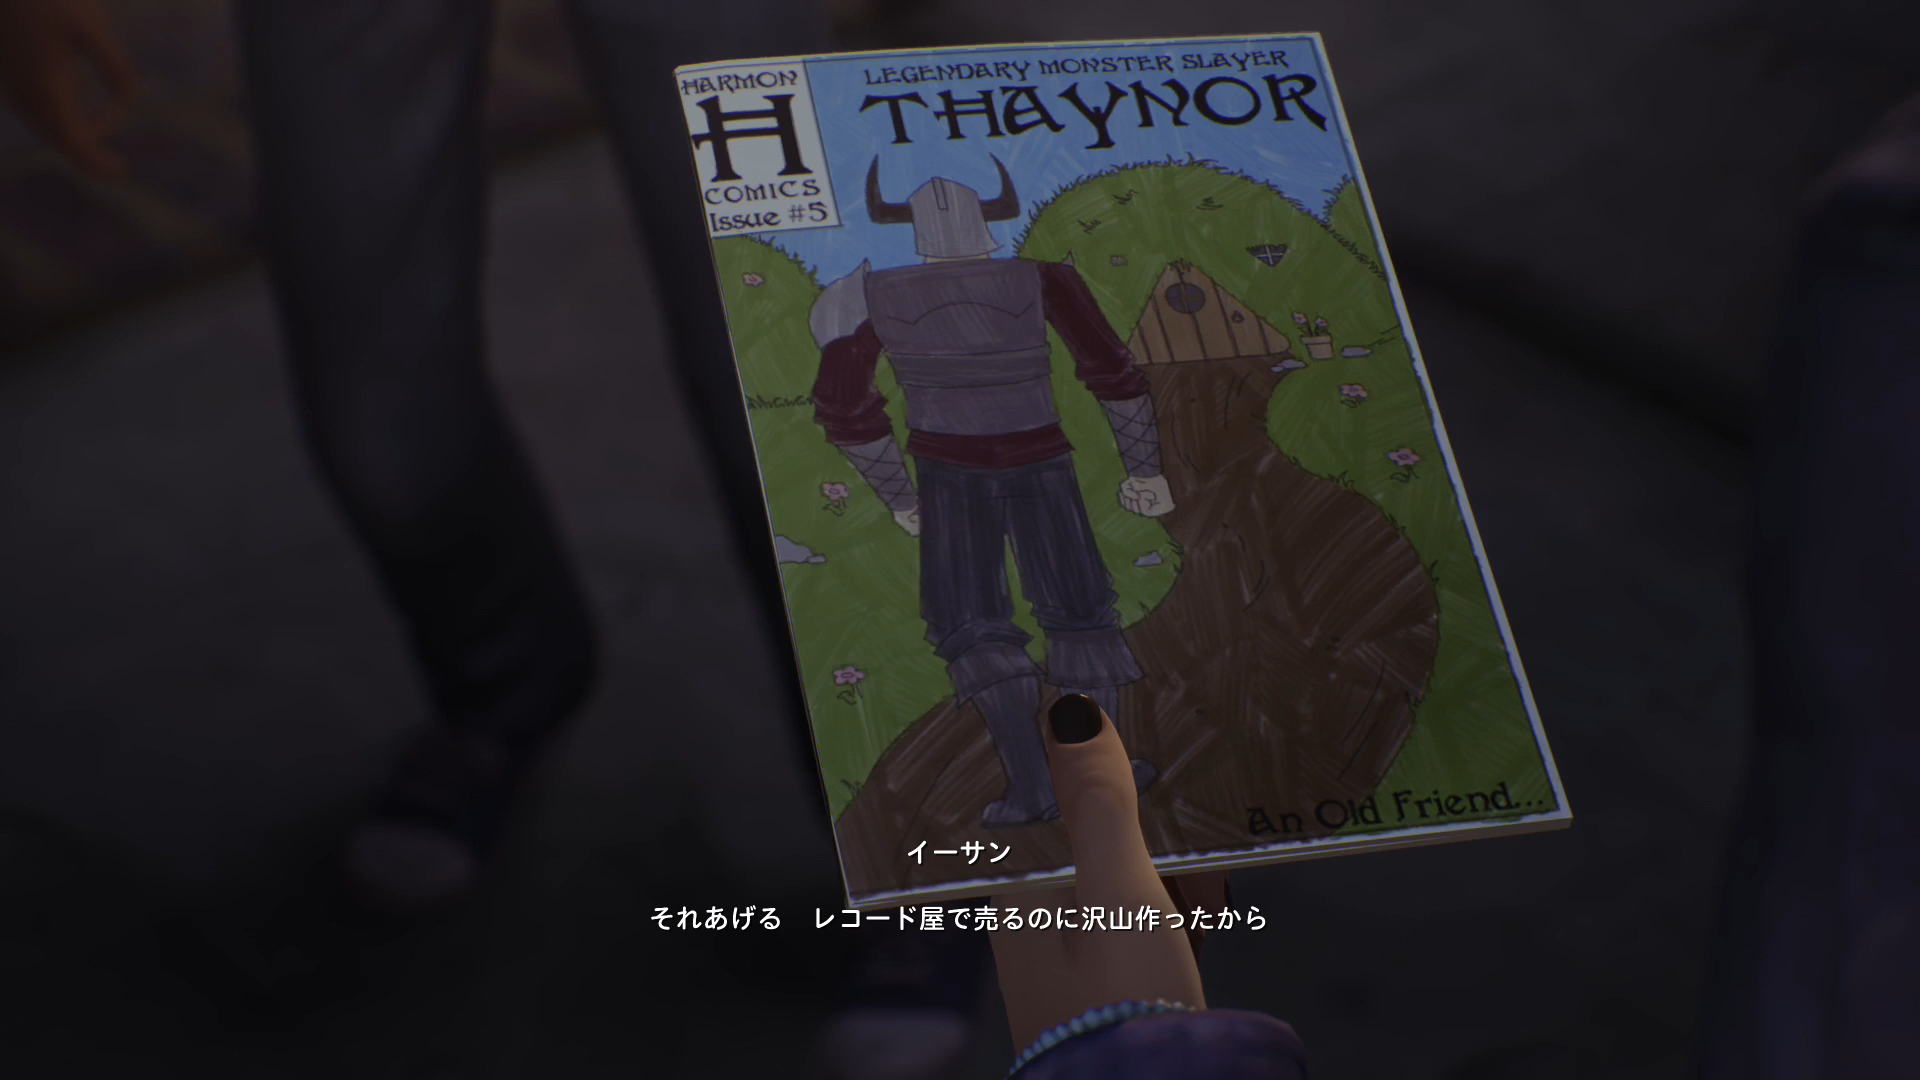 HARMON
H
COMICS
Issue #5
LEGENDARY MONSTER SLAYER
THAYNOR
An Old Friend...
イーサン
それあげる　レコード屋で売るのに沢山作ったから